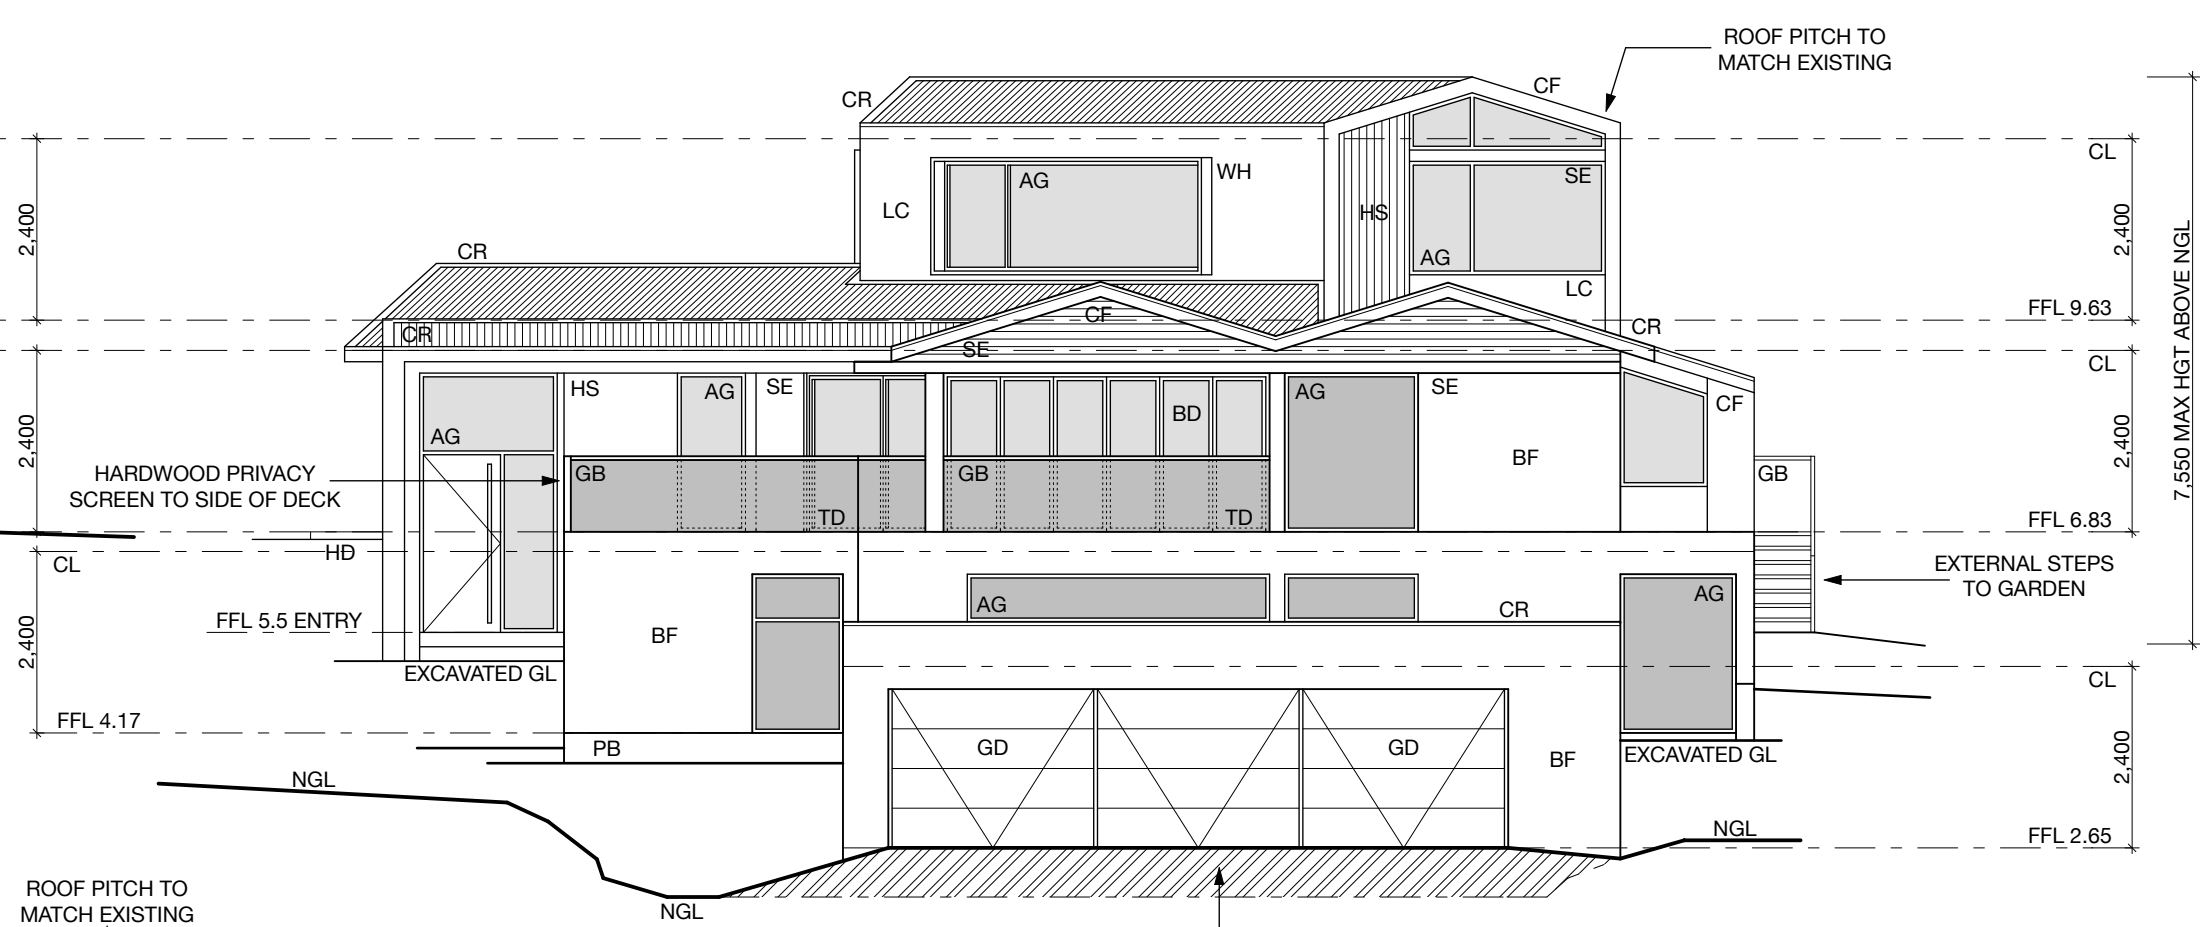 ROOF PITCH TO
MATCH EXISTING
CF
CR
CL
WH
AG
SE
LC
HS
2,400
2,400
CR
AG
LC
7,550 MAX HGT ABOVE NGL
FFL 9.63
CF
CR
CR
SE
CL
HS
AG
SE
BD
AG
SE
CF
AG
2,400
2,400
BF
HARDWOOD PRIVACY
SCREEN TO SIDE OF DECK
GB
GB
GB
TD
TD
FFL 6.83
HD
CL
EXTERNAL STEPS
TO GARDEN
AG
AG
CR
FFL 5.5 ENTRY
BF
2,400
EXCAVATED GL
CL
FFL 4.17
PB
GD
GD
BF
EXCAVATED GL
2,400
NGL
NGL
FFL 2.65
ROOF PITCH TO
MATCH EXISTING
NGL